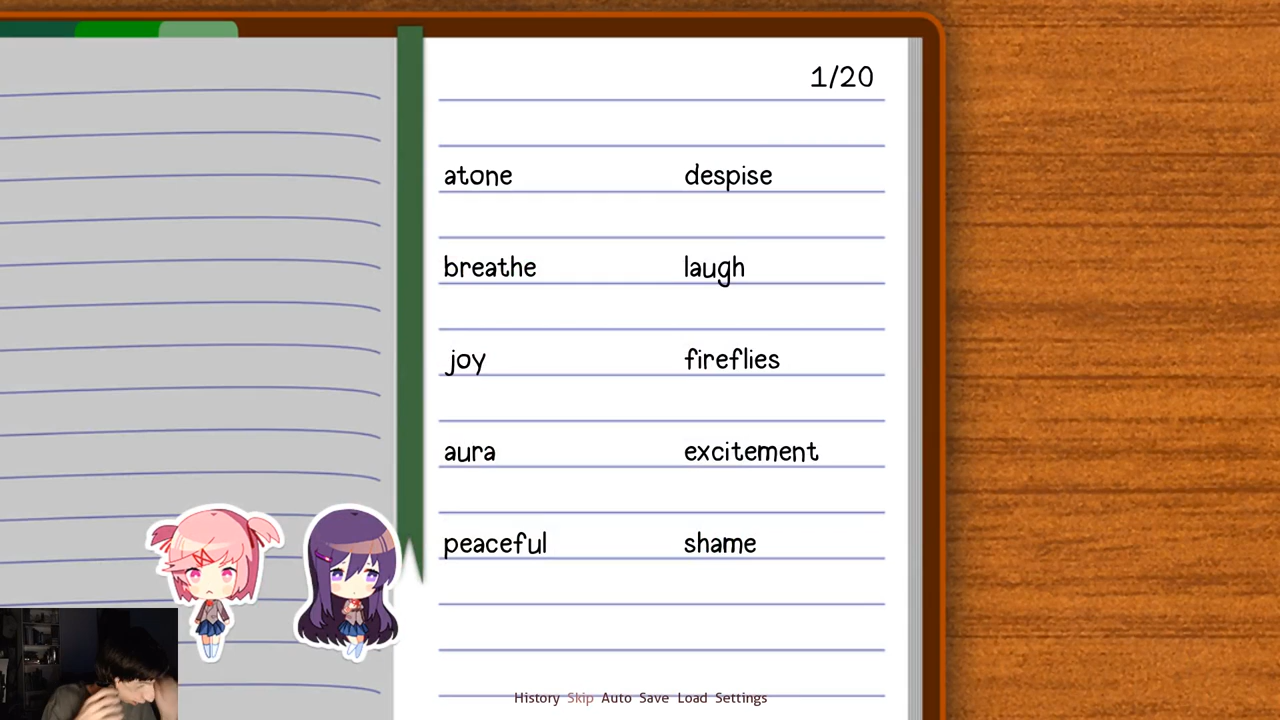 1/20
atone despise
breathe laugh
joy fireflies
aura excitement
peaceful shame
History Skip Auto Save Load Settings